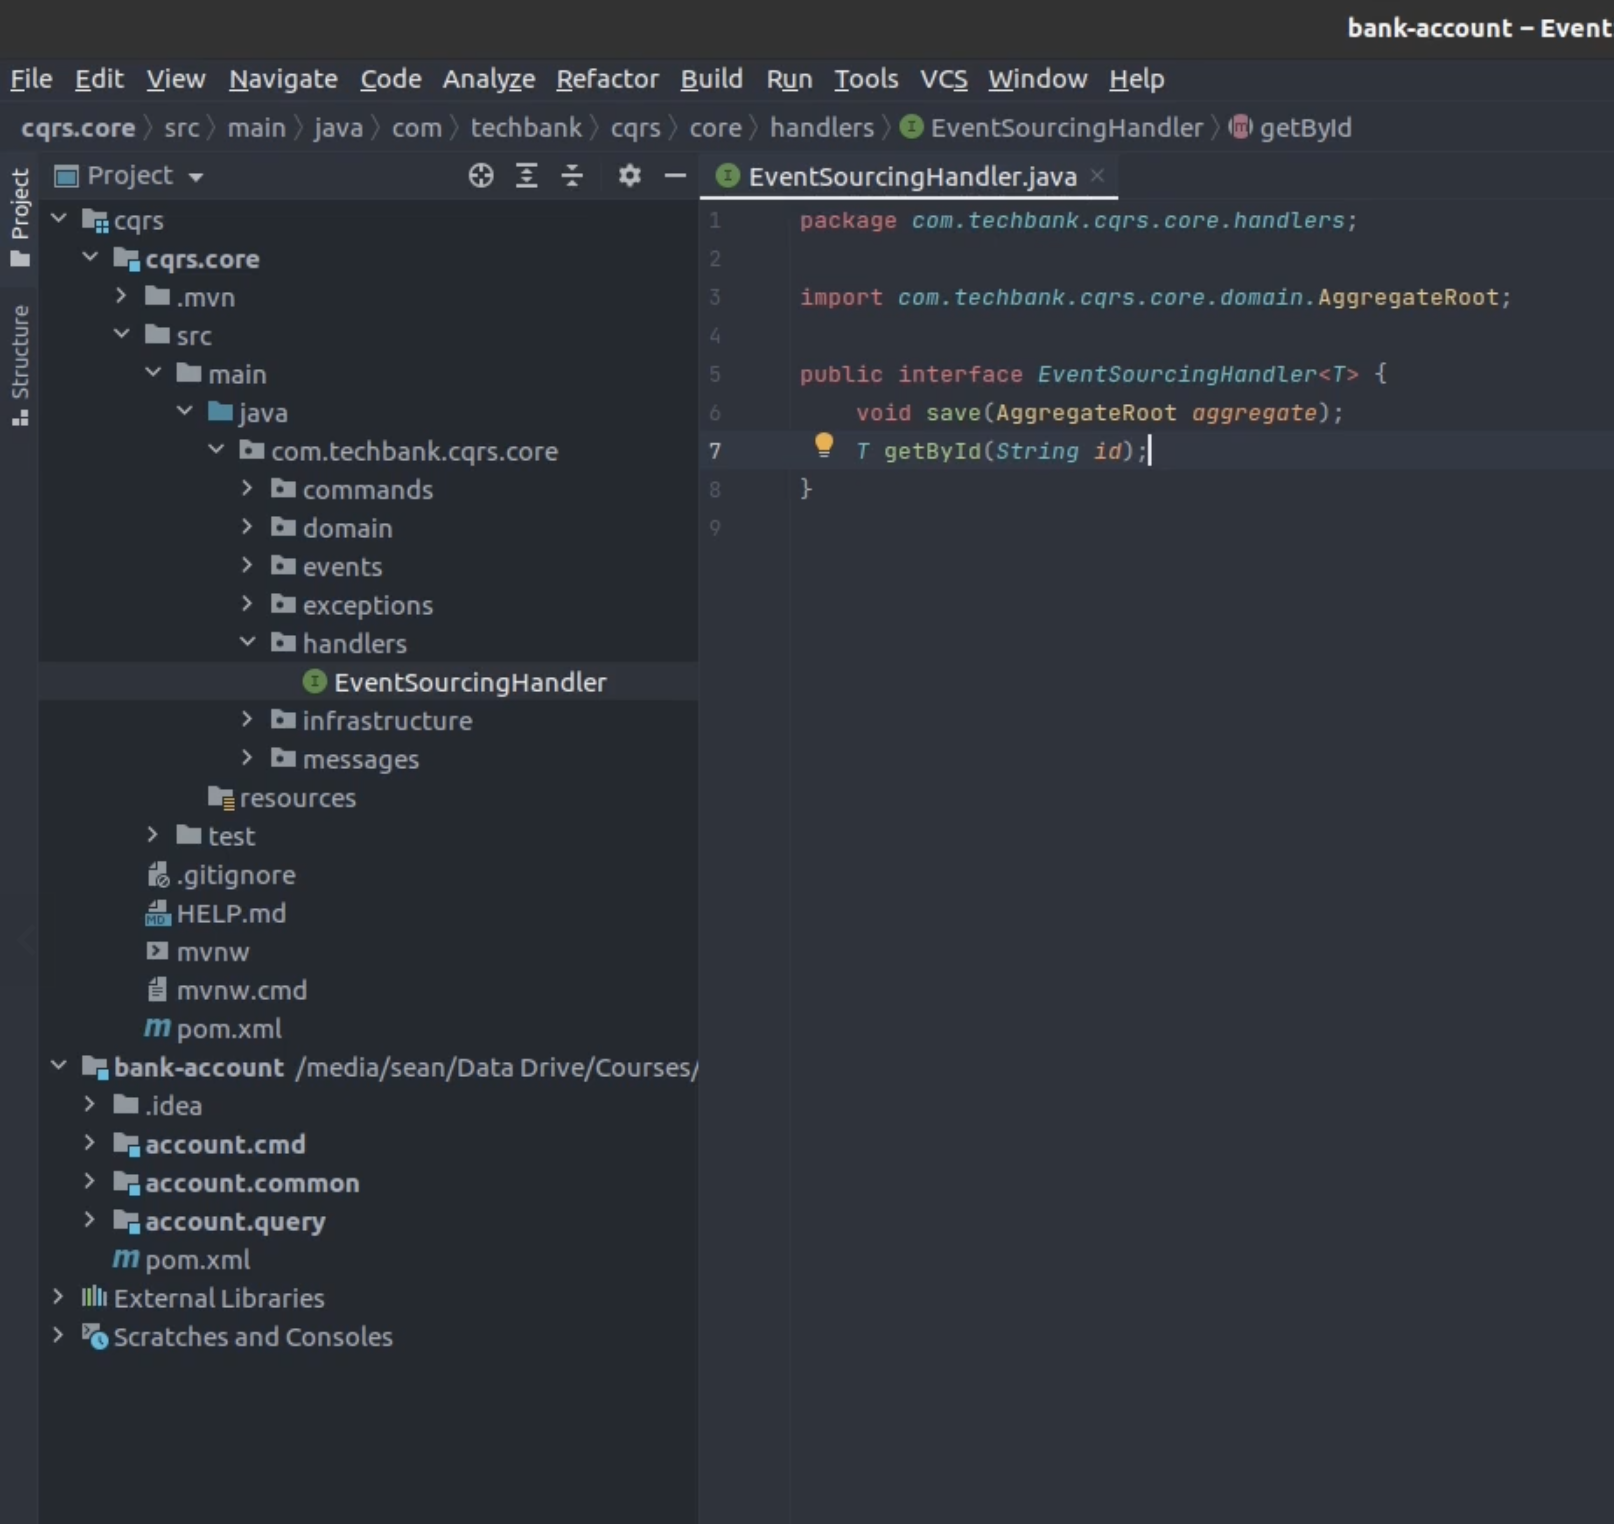 bank-account – Event
File Edit View Navigate Code Analyze Refactor Build Run Tools VCS Window Help
cqrs.core src main java com techbank cqrs core handlers I EventSourcingHandler m getById
Project
Structure
Project
cqrs
cqrs.core
.mvn
src
main
java
com.techbank.cqrs.core
commands
domain
events
exceptions
handlers
I EventSourcingHandler
infrastructure
messages
resources
test
.gitignore
MD HELP.md
mvnw
mvnw.cmd
m pom.xml
bank-account /media/sean/Data Drive/Courses/
.idea
account.cmd
account.common
account.query
m pom.xml
External Libraries
Scratches and Consoles
I EventSourcingHandler.java
1 package com.techbank.cqrs.core.handlers;
2
3 import com.techbank.cqrs.core.domain.AggregateRoot;
4
5 public interface EventSourcingHandler<T> {
6 void save(AggregateRoot aggregate);
7 T getById(String id);
8 }
9